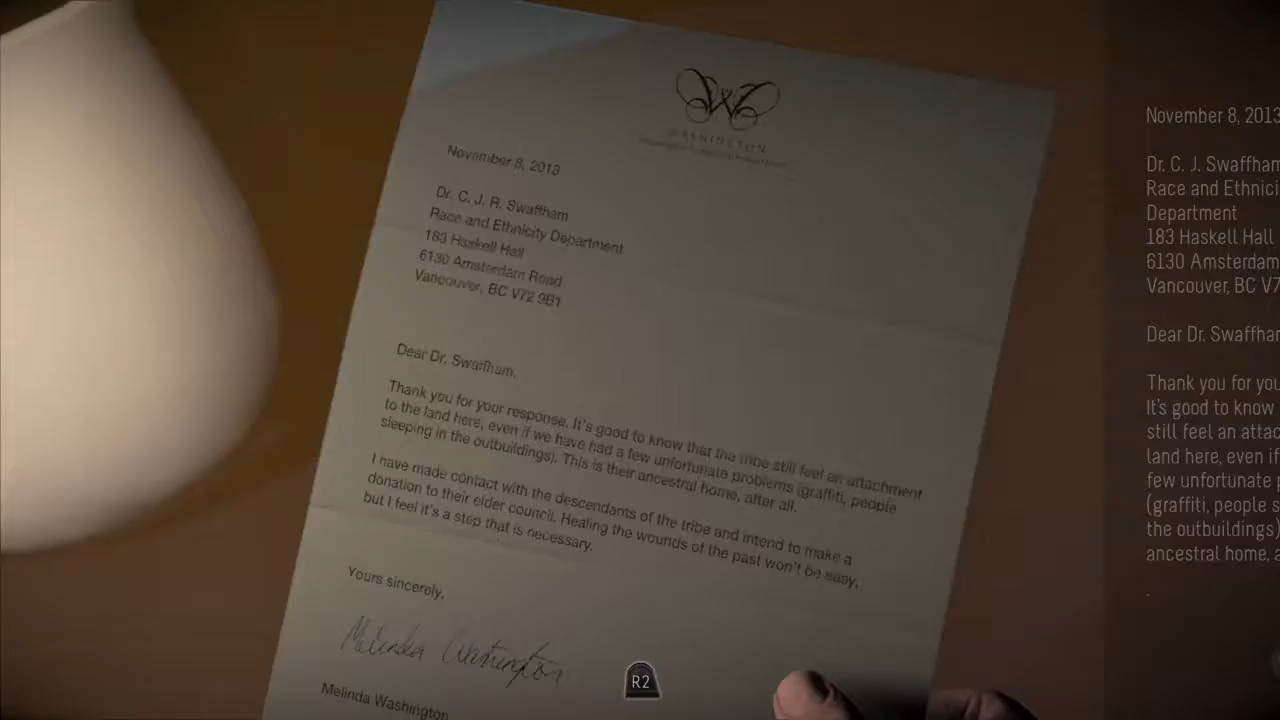 W
WASHINGTON
November 8, 2013
Dr. C. J. R. Swaffham
Race and Ethnicity Department
183 Haskell Hall
6130 Amsterdam Road
Vancouver, BC V72 9B1
Dear Dr. Swaffham,
Thank you for your response. It's good to know that the tribe still feel an attachment
to the land here, even if we have had a few unfortunate problems (graffiti, people
sleeping in the outbuildings). This is their ancestral home, after all.
I have made contact with the descendants of the tribe and intend to make a
donation to their elder council. Healing the wounds of the past won't be easy,
but I feel it's a step that is necessary.
Yours sincerely,
Melinda Washington
Melinda Washington
R2
November 8, 2013
Dr. C. J. Swaffham
Race and Ethnici
Department
183 Haskell Hall
6130 Amsterdam
Vancouver, BC V7
Dear Dr. Swaffha
Thank you for you
It's good to know
still feel an attac
land here, even if
few unfortunate p
(graffiti, people s
the outbuildings)
ancestral home, a
.